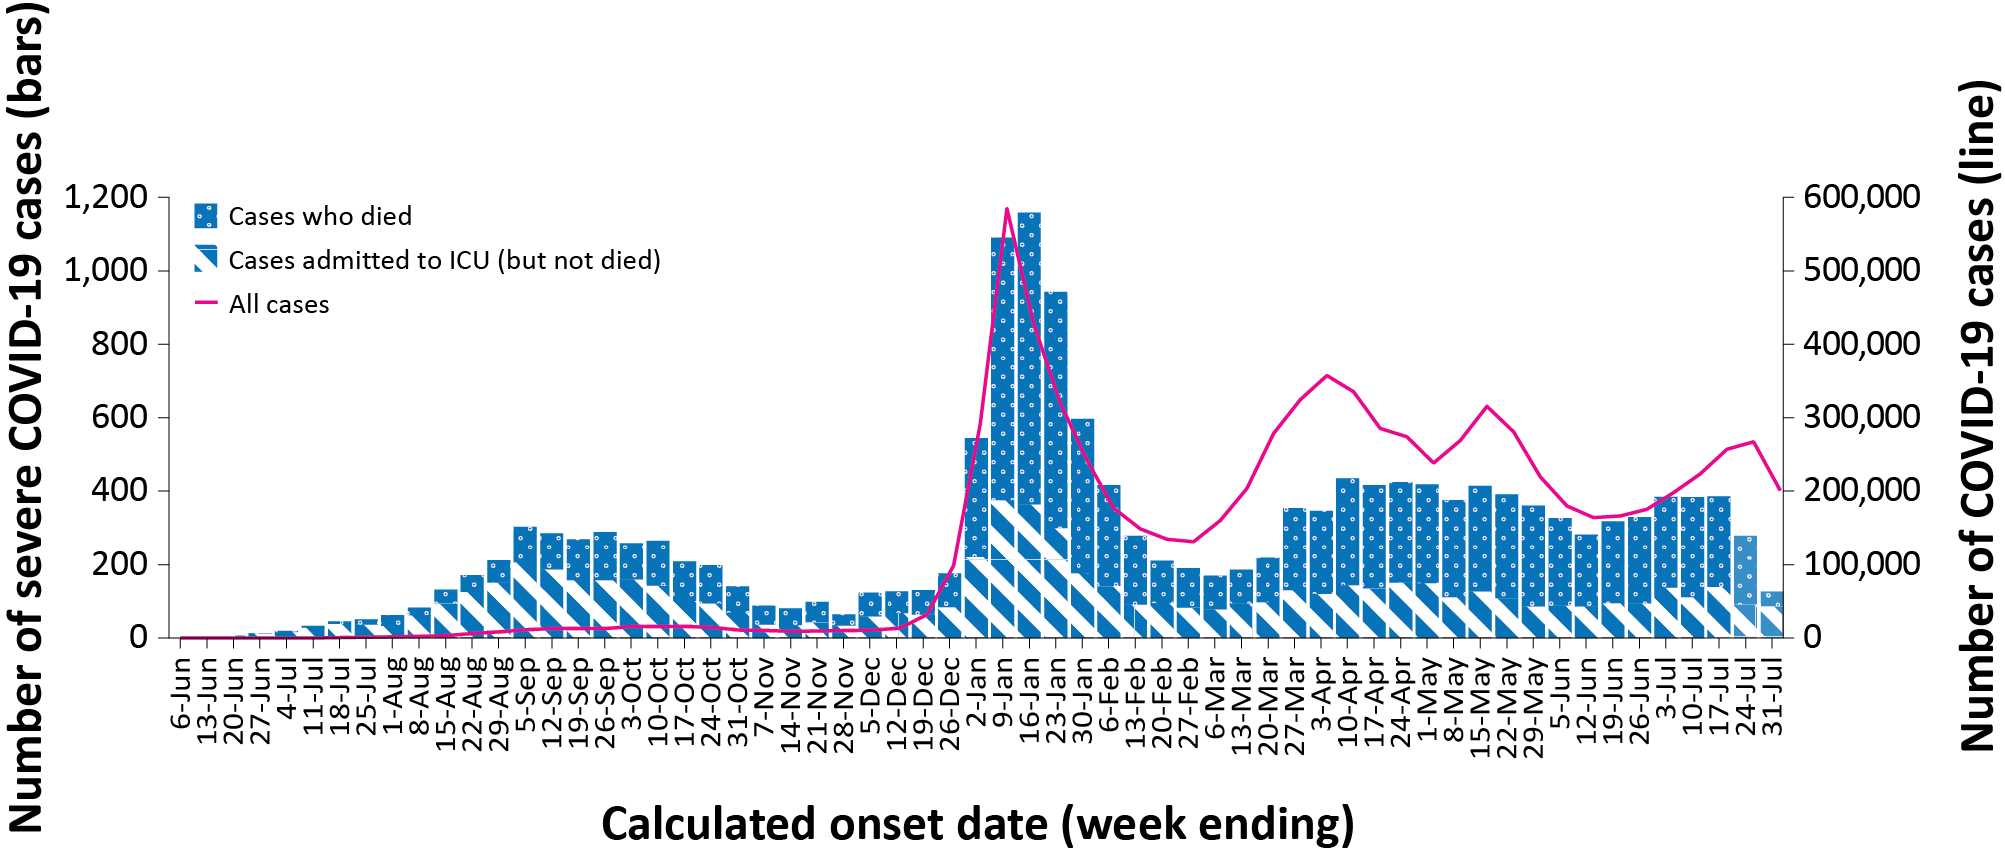 Number of severe COVID-19 cases (bars)
1,200
1,000
800
600
400
200
0
Cases who died
Cases admitted to ICU (but not died)
All cases
600,000
500,000
400,000
300,000
200,000
100,000
0
Number of COVID-19 cases (line)
6-Jun
13-Jun
20-Jun
27-Jun
4-Jul
11-Jul
18-Jul
25-Jul
1-Aug
8-Aug
15-Aug
22-Aug
29-Aug
5-Sep
12-Sep
19-Sep
26-Sep
3-Oct
10-Oct
17-Oct
24-Oct
31-Oct
7-Nov
14-Nov
21-Nov
28-Nov
5-Dec
12-Dec
19-Dec
26-Dec
2-Jan
9-Jan
16-Jan
23-Jan
30-Jan
6-Feb
13-Feb
20-Feb
27-Feb
6-Mar
13-Mar
20-Mar
27-Mar
3-Apr
10-Apr
17-Apr
24-Apr
1-May
8-May
15-May
22-May
29-May
5-Jun
12-Jun
19-Jun
26-Jun
3-Jul
10-Jul
17-Jul
24-Jul
31-Jul
Calculated onset date (week ending)